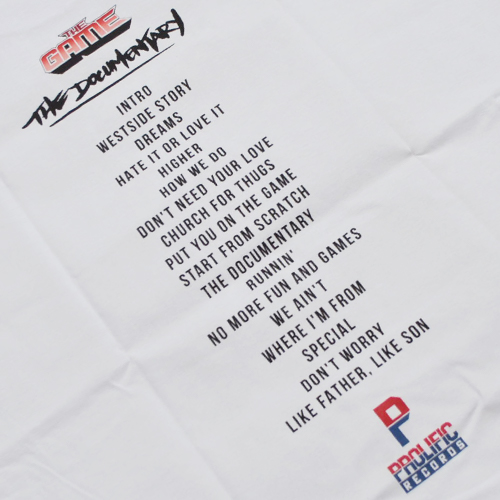 THE
GAME
THE DOCUMENTARY
INTRO
WESTSIDE STORY
DREAMS
HATE IT OR LOVE IT
HIGHER
HOW WE DO
DON'T NEED YOUR LOVE
CHURCH FOR THUGS
PUT YOU ON THE GAME
START FROM SCRATCH
THE DOCUMENTARY
RUNNIN'
NO MORE FUN AND GAMES
WE AIN'T
WHERE I'M FROM
SPECIAL
DON'T WORRY
LIKE FATHER, LIKE SON
P
PROLIFIC
RECORDS